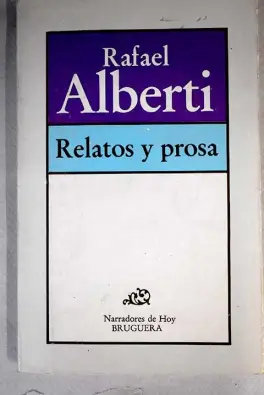 Rafael
Alberti
Relatos y prosa
Narradores de Hoy
BRUGUERA